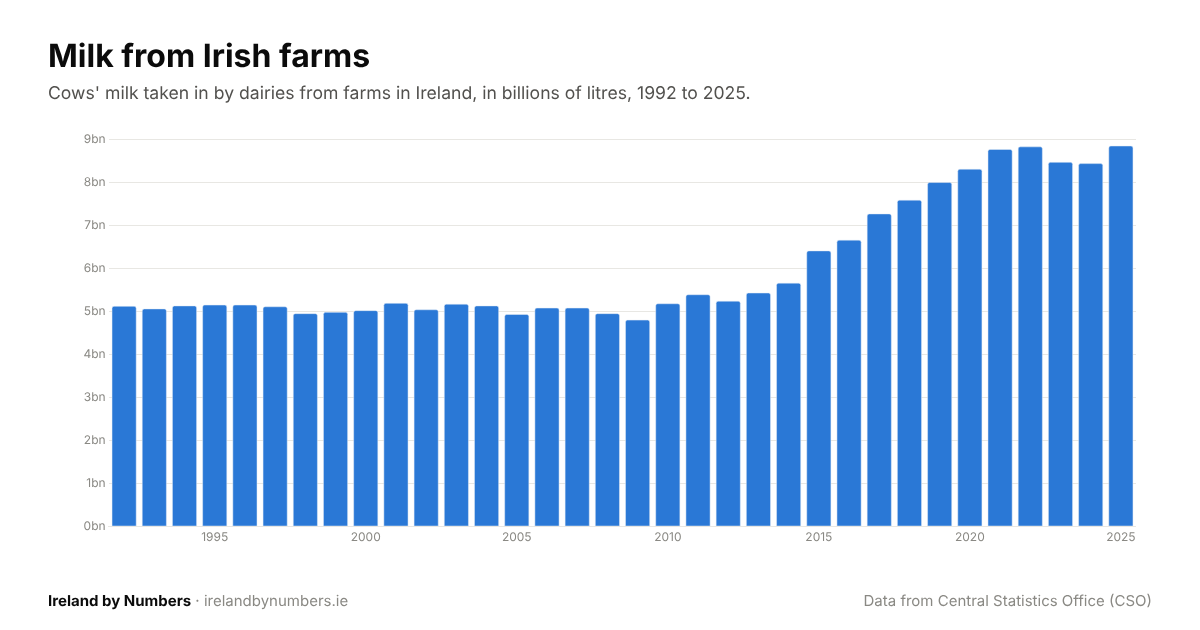 Milk from Irish farms
Cows' milk taken in by dairies from farms in Ireland, in billions of litres, 1992 to 2025.
9bn
8bn
7bn
6bn
5bn
4bn
3bn
2bn
1bn
0bn
1995 2000 2005 2010 2015 2020 2025
Ireland by Numbers · irelandbynumbers.ie Data from Central Statistics Office (CSO)